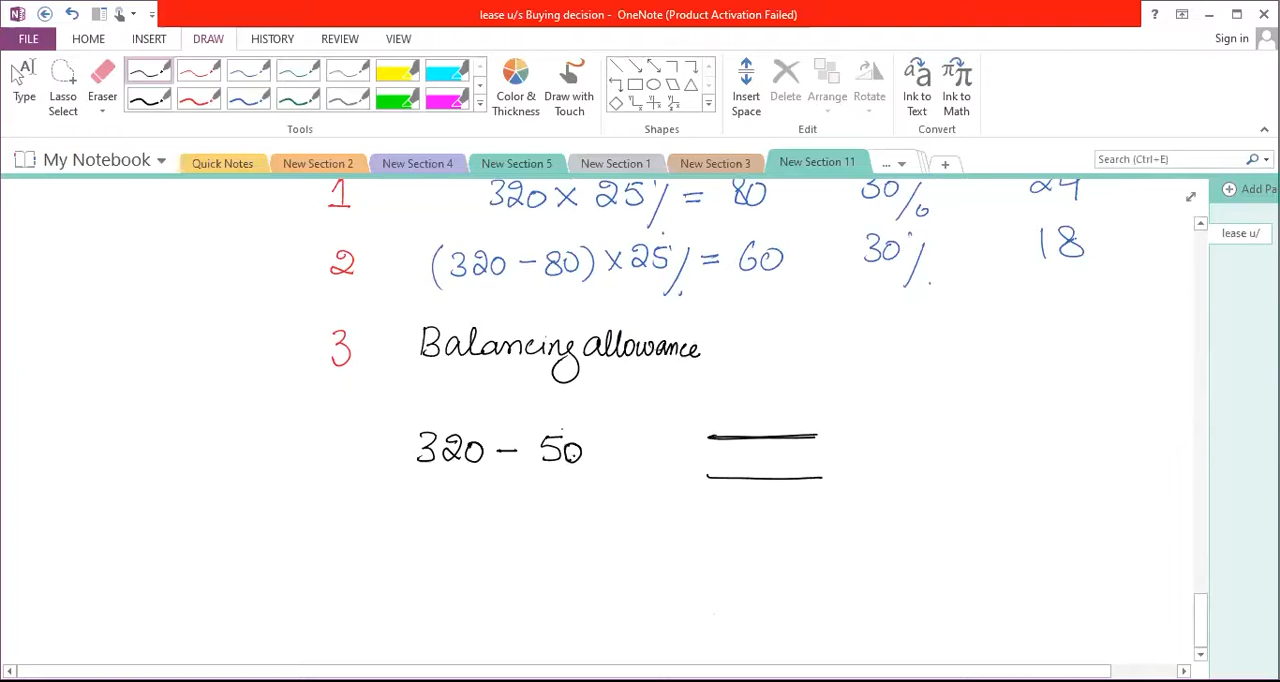 lease u/s Buying decision - OneNote (Product Activation Failed)
FILE HOME INSERT DRAW HISTORY REVIEW VIEW
Sign in
Type Lasso Select Eraser Color & Thickness Draw with Touch Insert Space Delete Arrange Rotate Ink to Text Ink to Math
Tools Shapes Edit Convert
My Notebook Quick Notes New Section 2 New Section 4 New Section 5 New Section 1 New Section 3 New Section 11 ... Search (Ctrl+E)
Add Pa
lease u/
1 320 × 25% = 80 30% 24
2 (320 - 80) × 25% = 60 30% 18
3 Balancing allowance
320 - 50